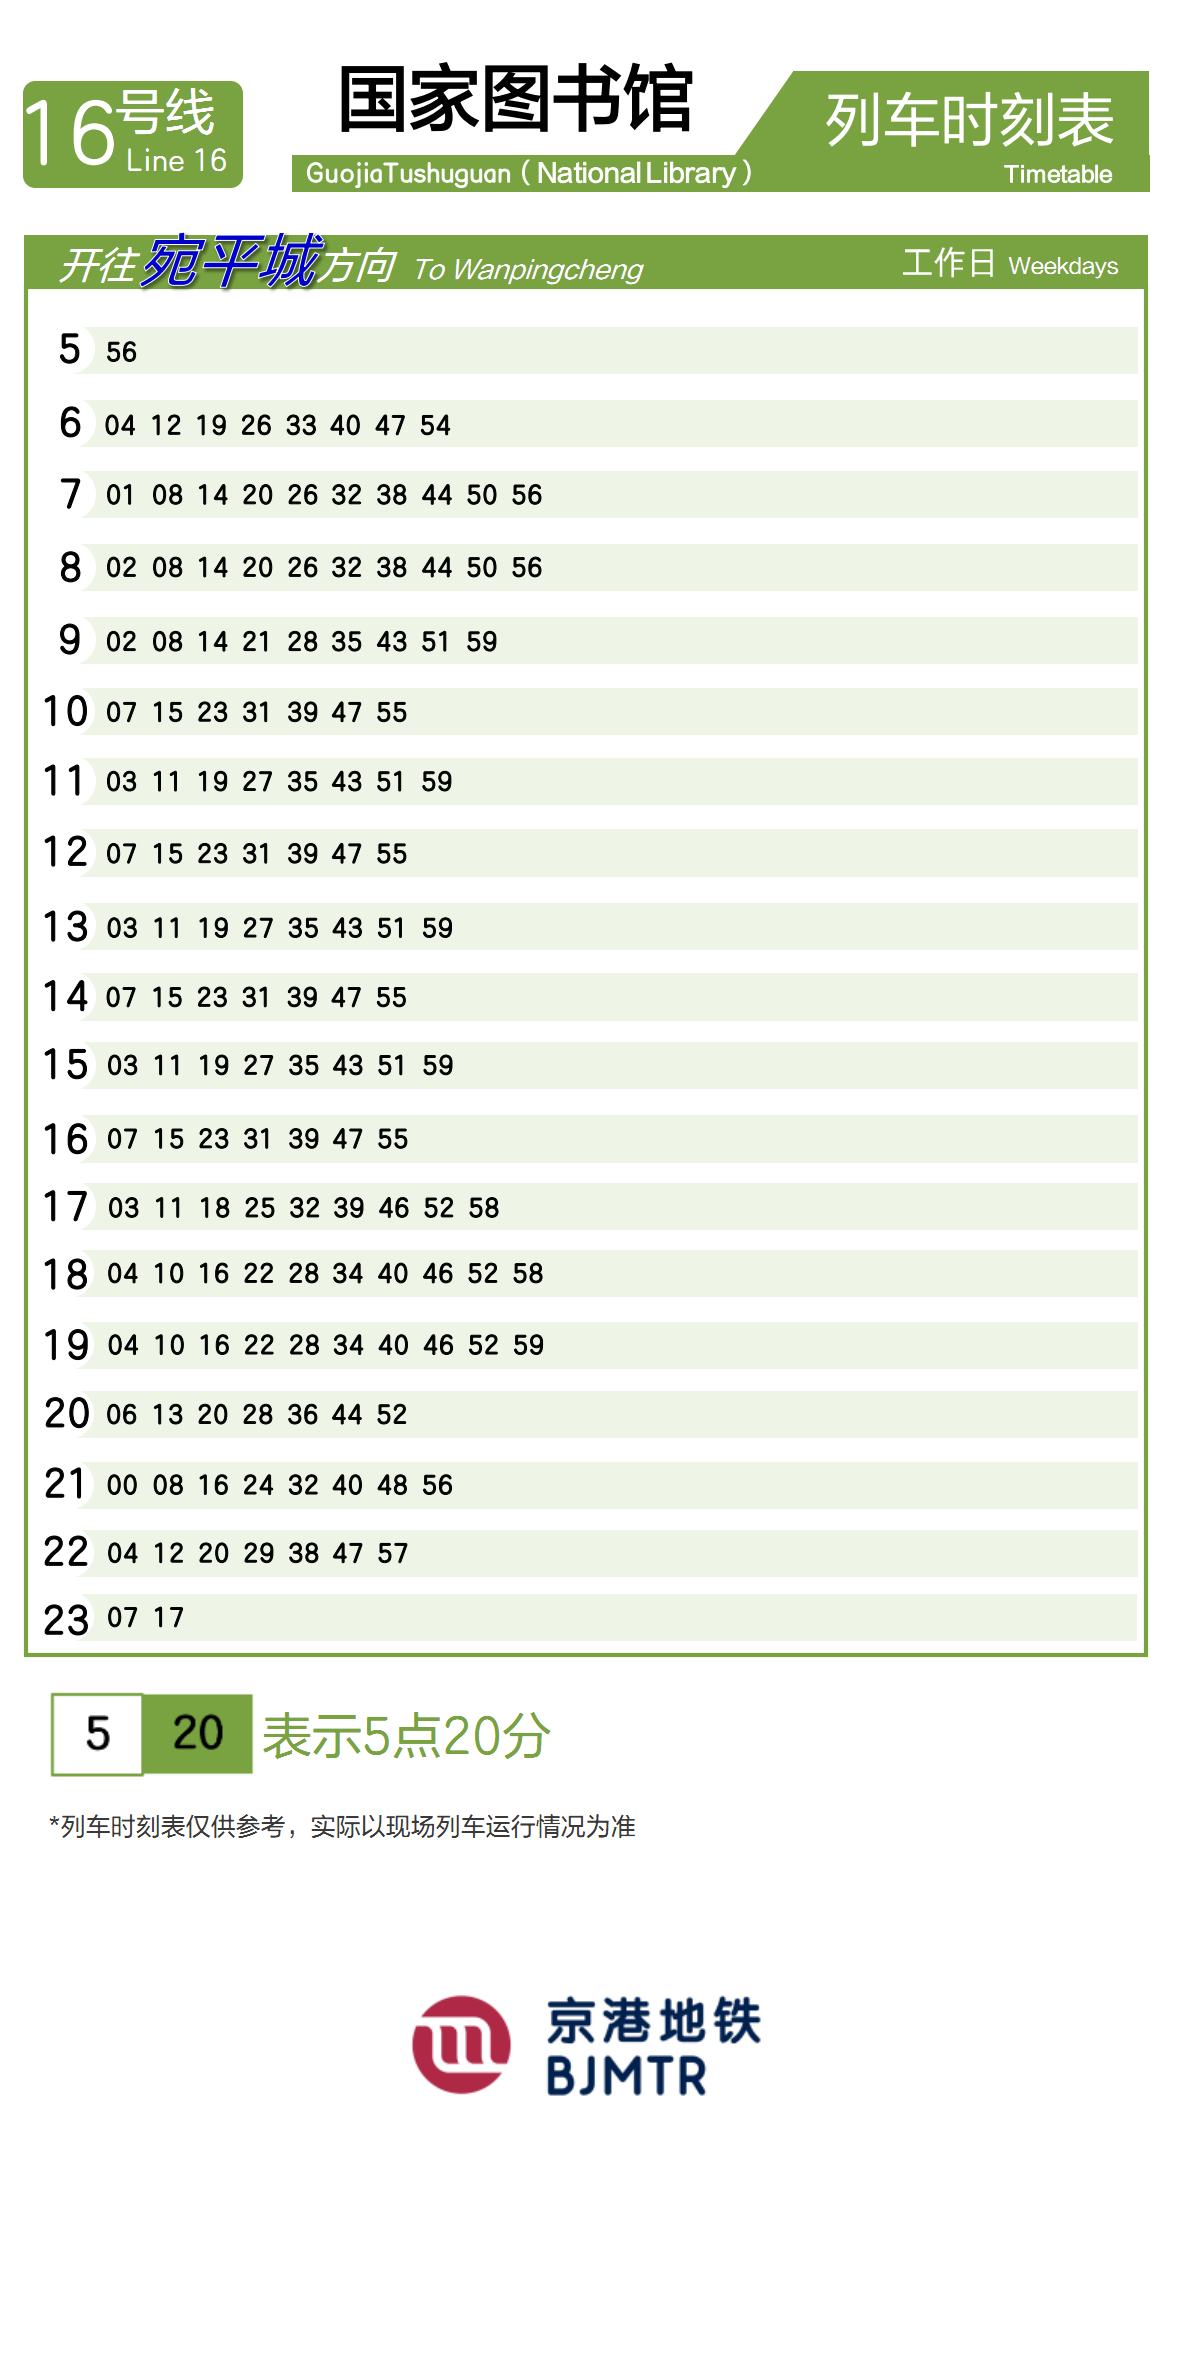 16号线
Line 16
国家图书馆
GuojiaTushuguan（National Library）
列车时刻表
Timetable
开往宛平城方向 To Wanpingcheng 工作日 Weekdays
5 56
6 04 12 19 26 33 40 47 54
7 01 08 14 20 26 32 38 44 50 56
8 02 08 14 20 26 32 38 44 50 56
9 02 08 14 21 28 35 43 51 59
10 07 15 23 31 39 47 55
11 03 11 19 27 35 43 51 59
12 07 15 23 31 39 47 55
13 03 11 19 27 35 43 51 59
14 07 15 23 31 39 47 55
15 03 11 19 27 35 43 51 59
16 07 15 23 31 39 47 55
17 03 11 18 25 32 39 46 52 58
18 04 10 16 22 28 34 40 46 52 58
19 04 10 16 22 28 34 40 46 52 59
20 06 13 20 28 36 44 52
21 00 08 16 24 32 40 48 56
22 04 12 20 29 38 47 57
23 07 17
5 20 表示5点20分
*列车时刻表仅供参考，实际以现场列车运行情况为准
京港地铁
BJMTR